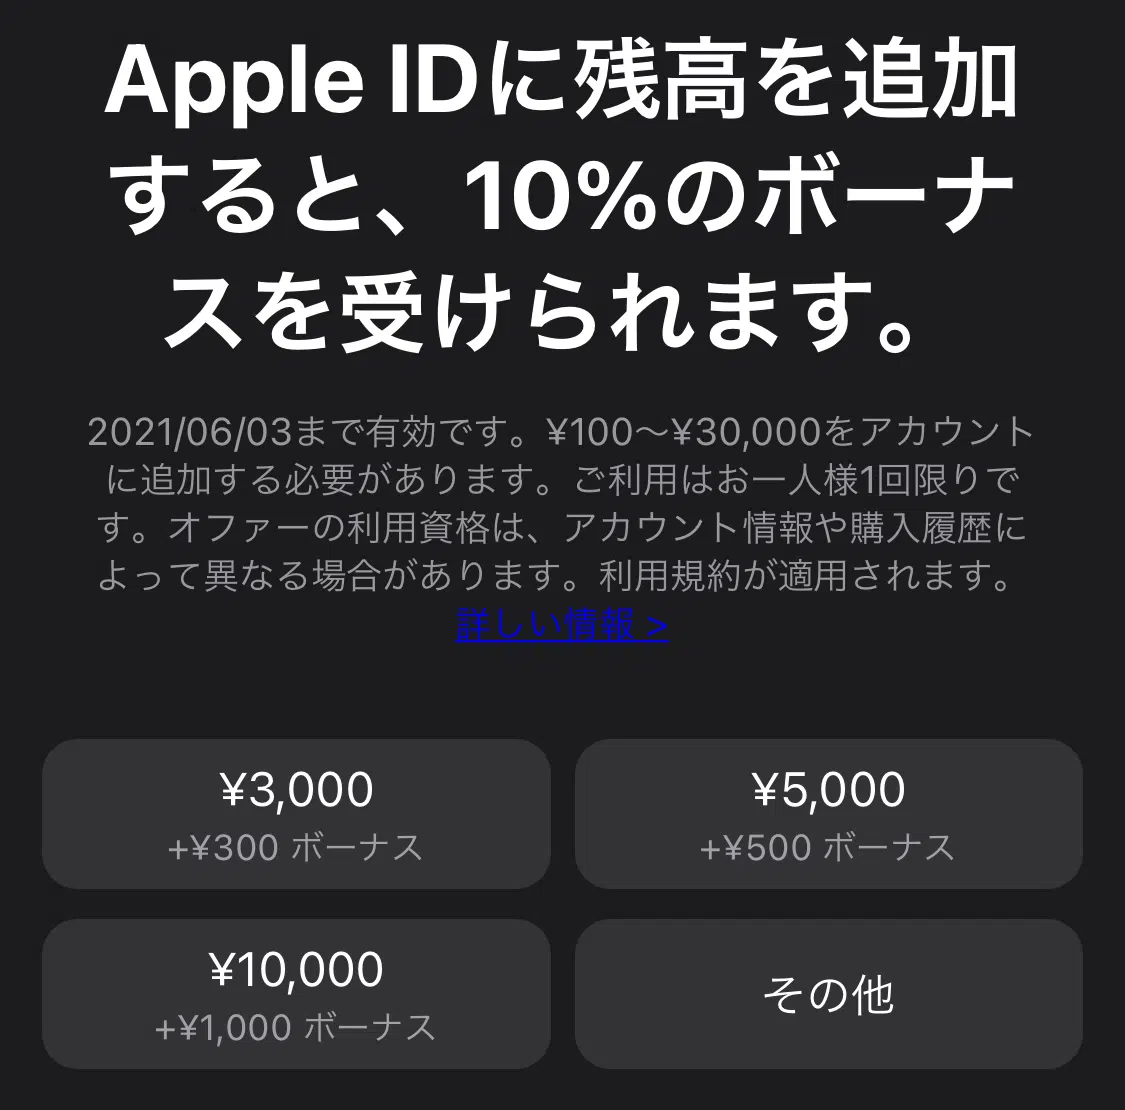 Apple IDに残高を追加
すると、10%のボーナ
スを受けられます。
2021/06/03まで有効です。¥100〜¥30,000をアカウント
に追加する必要があります。ご利用はお一人様1回限りで
す。オファーの利用資格は、アカウント情報や購入履歴に
よって異なる場合があります。利用規約が適用されます。
詳しい情報 >
¥3,000
+¥300 ボーナス
¥5,000
+¥500 ボーナス
¥10,000
+¥1,000 ボーナス
その他